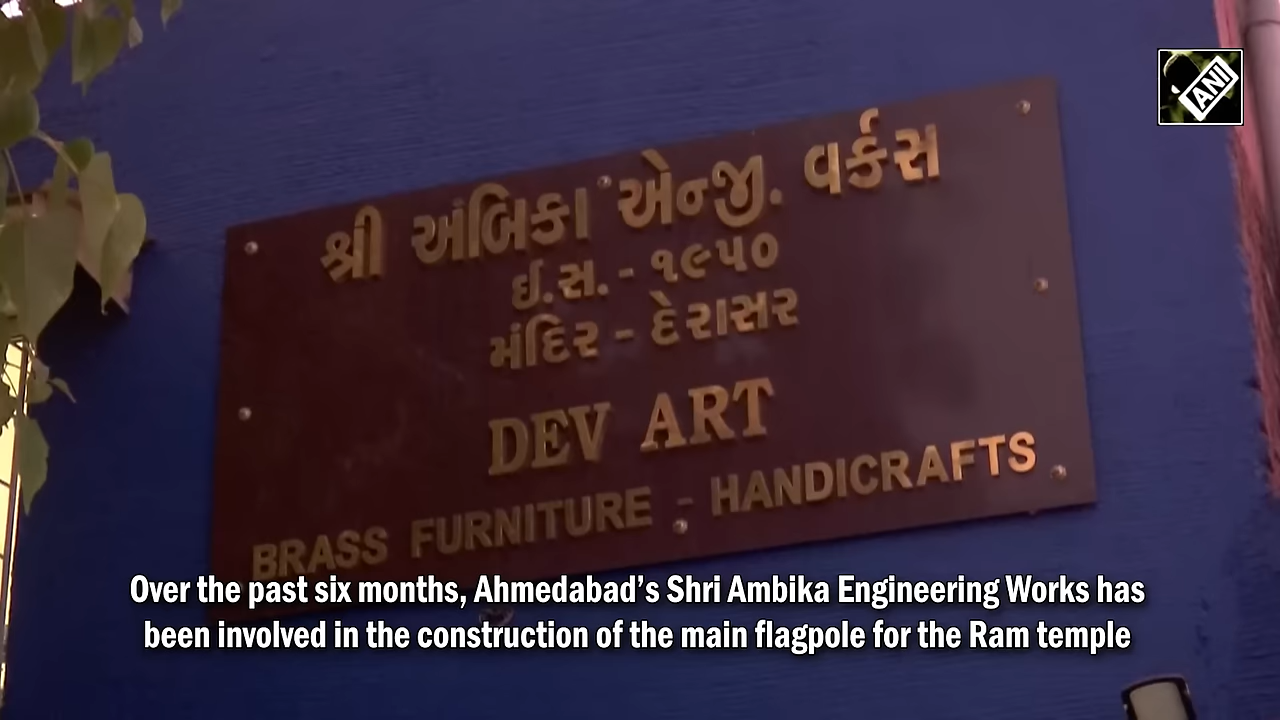 શ્રી અંબિકા એન્જી. વર્કસ
ઈ.સ.- ૧૯૫૦
મંદિર - દેરાસર
DEV ART
BRASS FURNITURE - HANDICRAFTS
ANI
Over the past six months, Ahmedabad’s Shri Ambika Engineering Works has
been involved in the construction of the main flagpole for the Ram temple